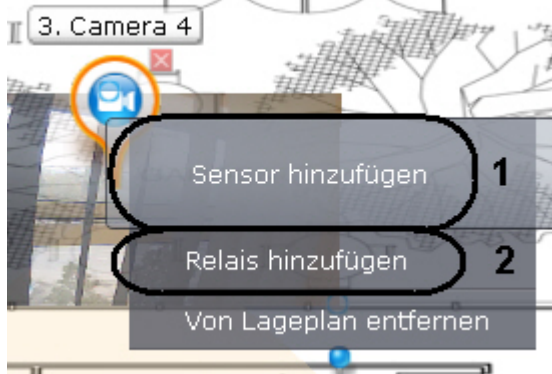 3. Camera 4
Sensor hinzufügen 1
Relais hinzufügen 2
Von Lageplan entfernen